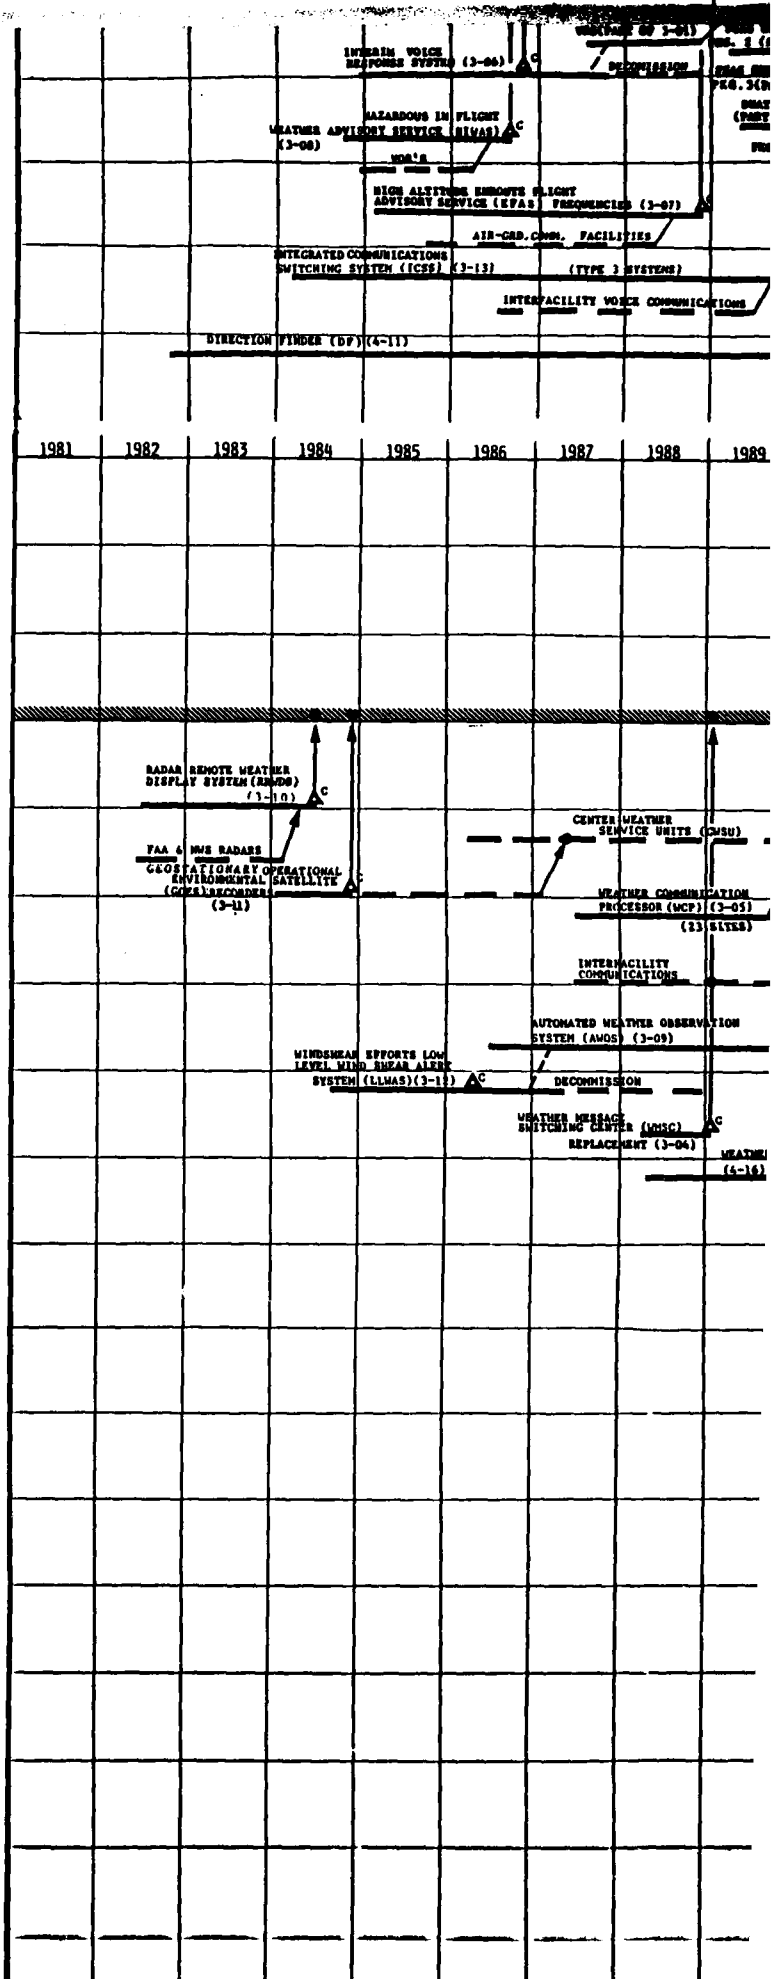 INTERIM VOICE
RESPONSE SYSTEM (3-06)
C
DECOMISSION
HAZARDOUS IN FLIGHT
WEATHER ADVISORY SERVICE (HIWAS)
C
(3-08)
VOR'S
HIGH ALTITUDE ENROUTE FLIGHT
ADVISORY SERVICE (EFAS) FREQUENCIES (3-07)
AIR-GRD. COMM. FACILITIES
INTEGRATED COMMUNICATIONS
SWITCHING SYSTEM (ICSS) (3-13) (TYPE 3 SYSTEMS)
INTERFACILITY VOICE COMMUNICATIONS
DIRECTION FINDER (DF) (4-11)
1981 1982 1983 1984 1985 1986 1987 1988 1989
RADAR REMOTE WEATHER
DISPLAY SYSTEM (RRWDS)
(3-10)
C
CENTER WEATHER
SERVICE UNITS (CWSU)
FAA & NWS RADARS
GEOSTATIONARY OPERATIONAL
ENVIRONMENTAL SATELLITE
(GOES) RECORDERS
(3-11)
C
WEATHER COMMUNICATION
PROCESSOR (WCP) (3-05)
(23 SITES)
INTERFACILITY
COMMUNICATIONS
AUTOMATED WEATHER OBSERVATION
SYSTEM (AWOS) (3-09)
WINDSHEAR EFFORTS LOW
LEVEL WIND SHEAR ALERT
SYSTEM (LLWAS) (3-12)
C
DECOMMISSION
WEATHER MESSAGE
SWITCHING CENTER (WMSC)
C
REPLACEMENT (3-04)
(4-16)